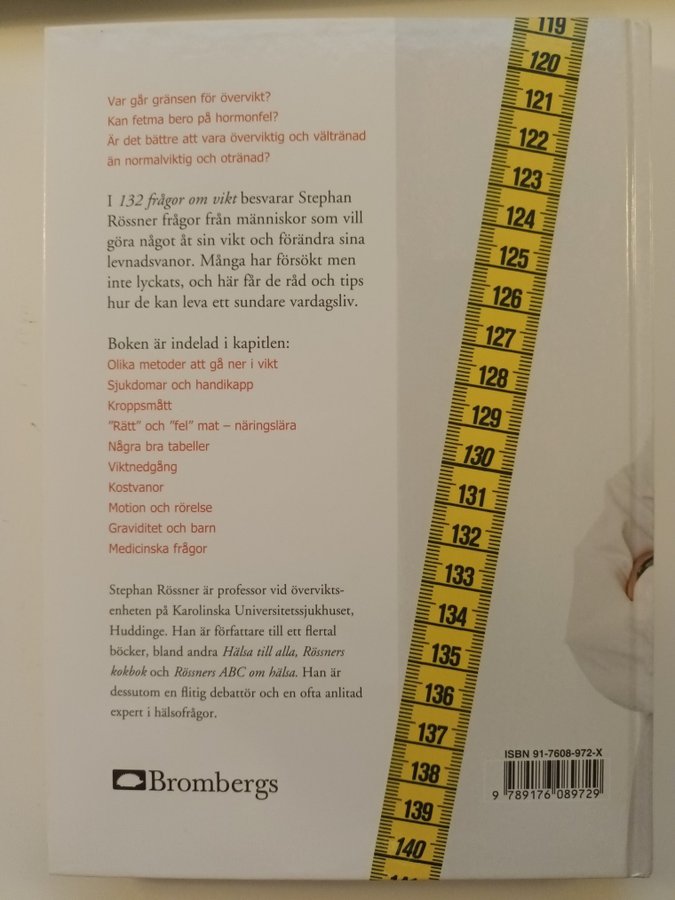 Var går gränsen för övervikt?
Kan fetma bero på hormonfel?
Är det bättre att vara överviktig och vältränad
än normalviktig och otränad?
I 132 frågor om vikt besvarar Stephan
Rössner frågor från människor som vill
göra något åt sin vikt och förändra sina
levnadsvanor. Många har försökt men
inte lyckats, och här får de råd och tips
hur de kan leva ett sundare vardagsliv.
Boken är indelad i kapitlen:
Olika metoder att gå ner i vikt
Sjukdomar och handikapp
Kroppsmått
”Rätt” och ”fel” mat – näringslära
Några bra tabeller
Viktnedgång
Kostvanor
Motion och rörelse
Graviditet och barn
Medicinska frågor
Stephan Rössner är professor vid övervikts-
enheten på Karolinska Universitetssjukhuset,
Huddinge. Han är författare till ett flertal
böcker, bland andra Hälsa till alla, Rössners
kokbok och Rössners ABC om hälsa. Han är
dessutom en flitig debattör och en ofta anlitad
expert i hälsofrågor.
Brombergs
119
120
121
122
123
124
125
126
127
128
129
130
131
132
133
134
135
136
137
138
139
140
ISBN 91-7608-972-X
9 789176 089729